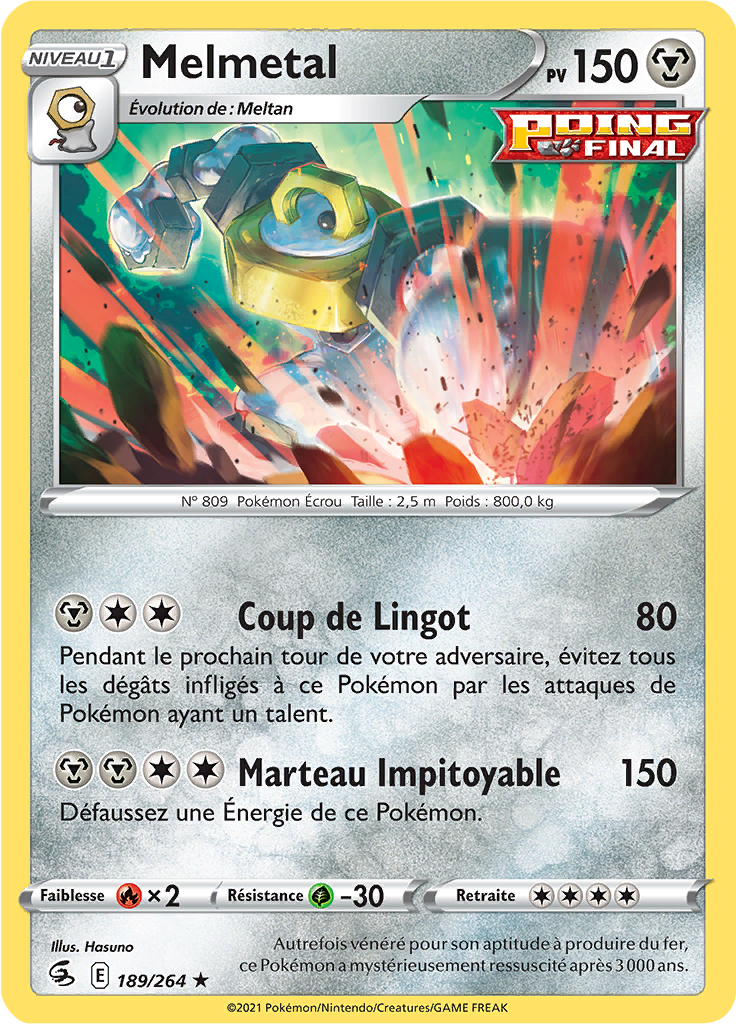 NIVEAU 1
Melmetal
PV 150
Évolution de : Meltan
POING
FINAL
N° 809 Pokémon Écrou Taille : 2,5 m Poids : 800,0 kg
Coup de Lingot 80
Pendant le prochain tour de votre adversaire, évitez tous
les dégâts infligés à ce Pokémon par les attaques de
Pokémon ayant un talent.
Marteau Impitoyable 150
Défaussez une Énergie de ce Pokémon.
Faiblesse ×2 Résistance –30 Retraite
Illus. Hasuno
E 189/264 ★
Autrefois vénéré pour son aptitude à produire du fer,
ce Pokémon a mystérieusement ressuscité après 3 000 ans.
©2021 Pokémon/Nintendo/Creatures/GAME FREAK